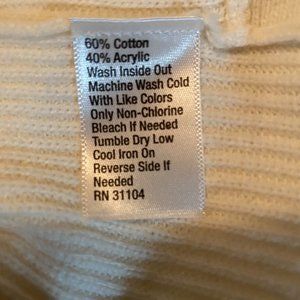 60% Cotton
40% Acrylic
Wash Inside Out
Machine Wash Cold
With Like Colors
Only Non-Chlorine
Bleach If Needed
Tumble Dry Low
Cool Iron On
Reverse Side If
Needed
RN 31104